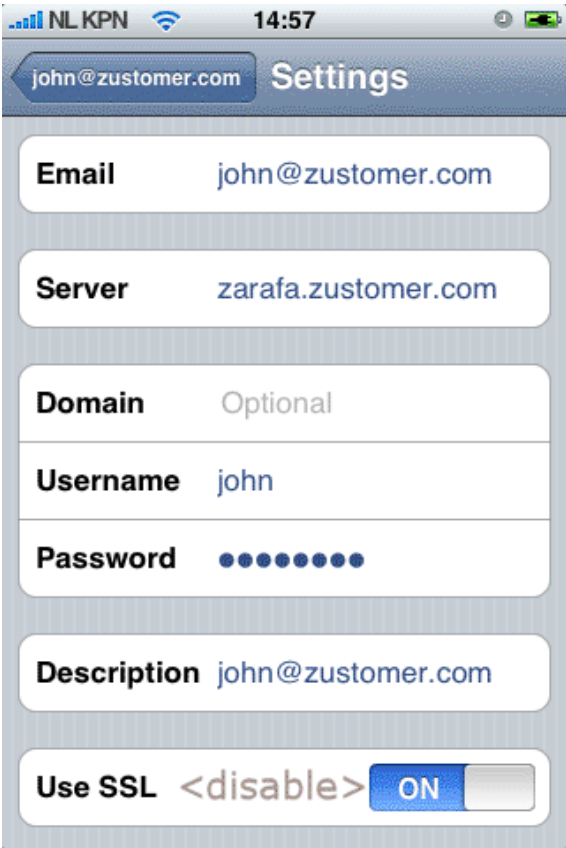 NL KPN 14:57
john@zustomer.com Settings
Email john@zustomer.com
Server zarafa.zustomer.com
Domain Optional
Username john
Password ●●●●●●●●
Description john@zustomer.com
Use SSL <disable> ON